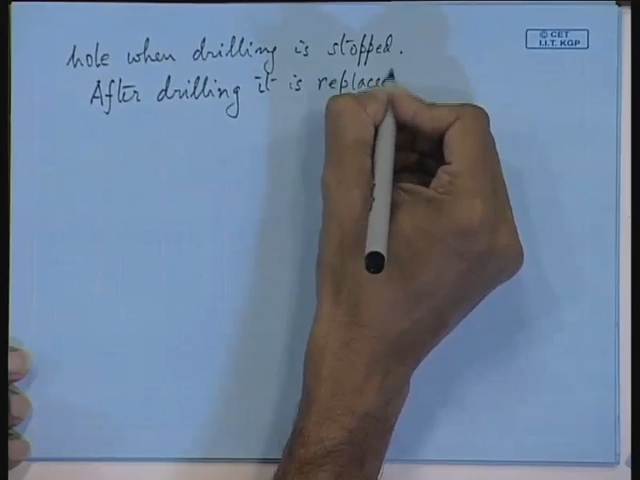 © CET
I.I.T. KGP
hole when drilling is stopped.
After drilling it is replaced